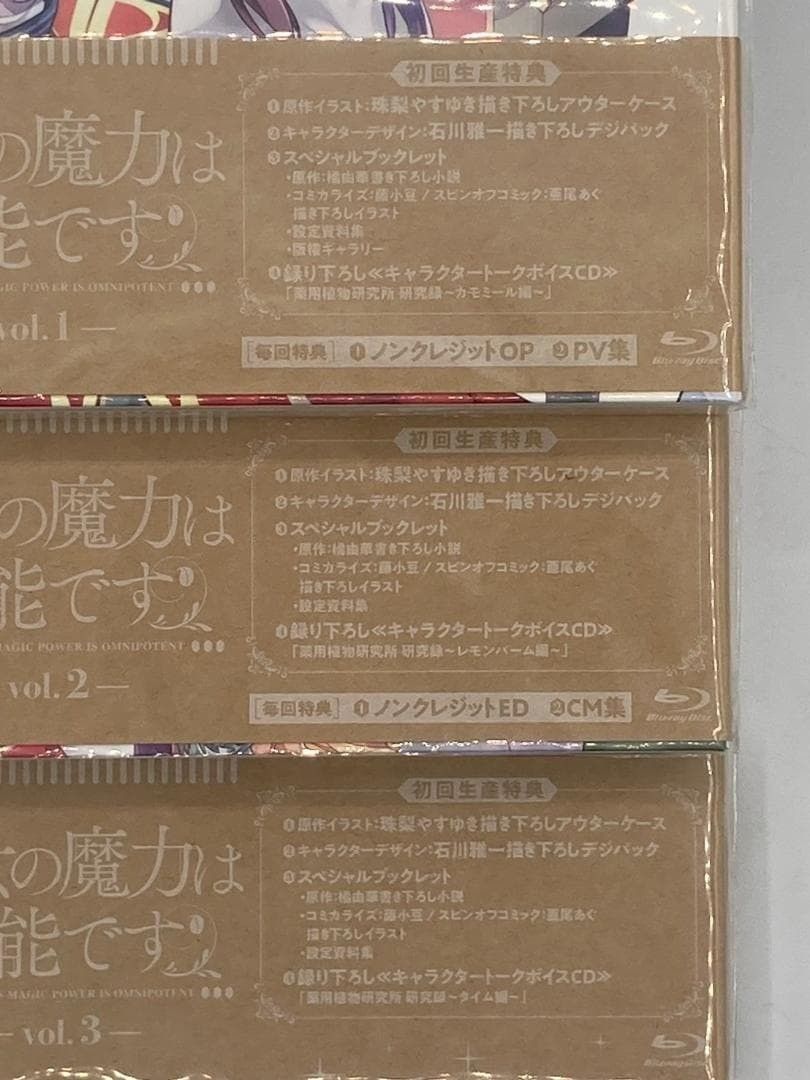 の魔力は
能です
GIC POWER IS OMNIPOTENT
vol.1 —
初回生産特典
❶原作イラスト:珠梨やすゆき描き下ろしアウターケース
❷キャラクターデザイン:石川雅一描き下ろしデジパック
❸スペシャルブックレット
・原作:橘由華書き下ろし小説
・コミカライズ:藤小豆/スピンオフコミック:亜尾あぐ
描き下ろしイラスト
・設定資料集
・版権ギャラリー
❹録り下ろし≪キャラクタートークボイスCD≫
「薬用植物研究所 研究録~カモミール編~」
[毎回特典] ❶ノンクレジットOP ❷PV集
Blu-ray Disc
の魔力は
能です
MAGIC POWER IS OMNIPOTENT
vol.2 —
初回生産特典
❶原作イラスト:珠梨やすゆき描き下ろしアウターケース
❷キャラクターデザイン:石川雅一描き下ろしデジパック
❸スペシャルブックレット
・原作:橘由華書き下ろし小説
・コミカライズ:藤小豆/スピンオフコミック:亜尾あぐ
描き下ろしイラスト
・設定資料集
❹録り下ろし≪キャラクタートークボイスCD≫
「薬用植物研究所 研究録~レモンバーム編~」
[毎回特典] ❶ノンクレジットED ❷CM集
Blu-ray Disc
の魔力は
能です
MAGIC POWER IS OMNIPOTENT
— vol.3 —
初回生産特典
❶原作イラスト:珠梨やすゆき描き下ろしアウターケース
❷キャラクターデザイン:石川雅一描き下ろしデジパック
❸スペシャルブックレット
・原作:橘由華書き下ろし小説
・コミカライズ:藤小豆/スピンオフコミック:亜尾あぐ
描き下ろしイラスト
・設定資料集
❹録り下ろし≪キャラクタートークボイスCD≫
「薬用植物研究所 研究録~タイム編~」
Blu-ray Disc